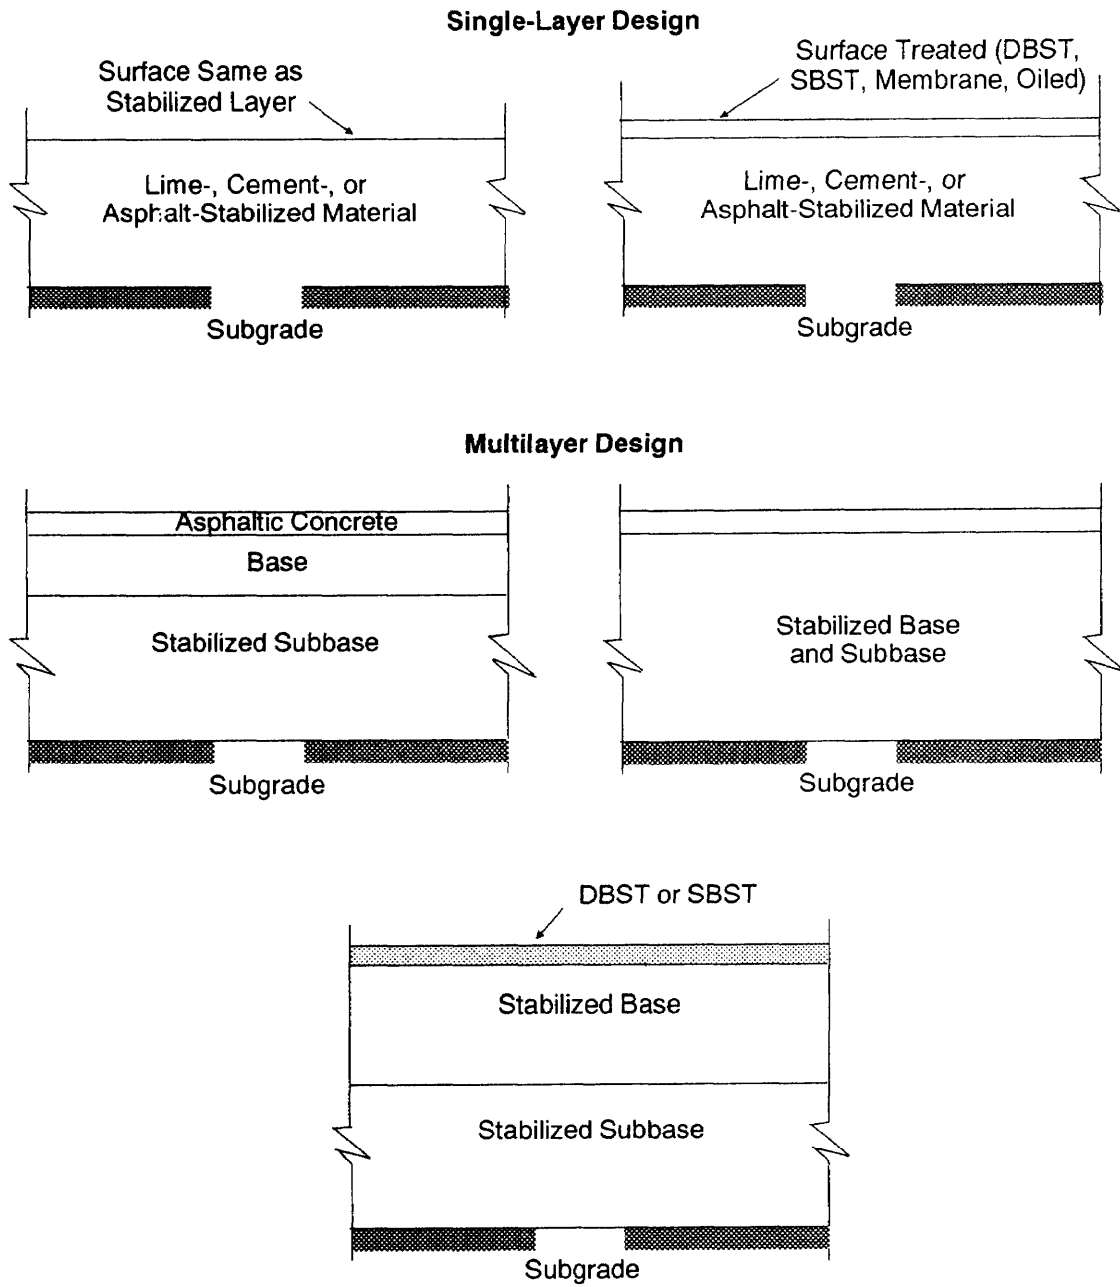 Single-Layer Design
Surface Same as
Stabilized Layer
Surface Treated (DBST,
SBST, Membrane, Oiled)
Lime-, Cement-, or
Asphalt-Stabilized Material
Lime-, Cement-, or
Asphalt-Stabilized Material
Subgrade
Subgrade
Multilayer Design
Asphaltic Concrete
Base
Stabilized Subbase
Stabilized Base
and Subbase
Subgrade
Subgrade
DBST or SBST
Stabilized Base
Stabilized Subbase
Subgrade